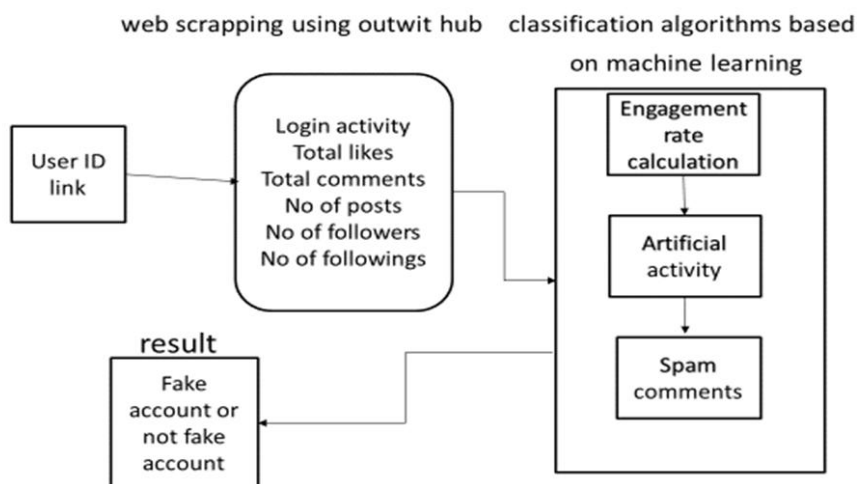 web scrapping using outwit hub
classification algorithms based
on machine learning
User ID
link
Login activity
Total likes
Total comments
No of posts
No of followers
No of followings
Engagement
rate
calculation
Artificial
activity
Spam
comments
result
Fake
account or
not fake
account